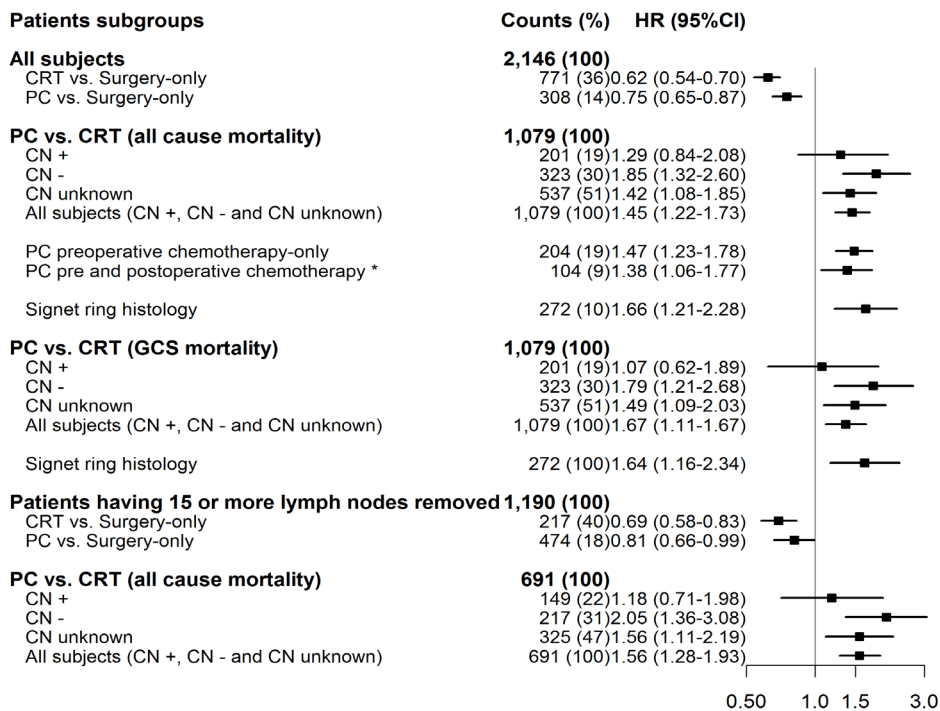 Patients subgroups Counts (%) HR (95%CI)
All subjects 2,146 (100)
CRT vs. Surgery-only 771 (36) 0.62 (0.54-0.70)
PC vs. Surgery-only 308 (14) 0.75 (0.65-0.87)
PC vs. CRT (all cause mortality) 1,079 (100)
CN + 201 (19) 1.29 (0.84-2.08)
CN - 323 (30) 1.85 (1.32-2.60)
CN unknown 537 (51) 1.42 (1.08-1.85)
All subjects (CN +, CN - and CN unknown) 1,079 (100) 1.45 (1.22-1.73)
PC preoperative chemotherapy-only 204 (19) 1.47 (1.23-1.78)
PC pre and postoperative chemotherapy * 104 (9) 1.38 (1.06-1.77)
Signet ring histology 272 (10) 1.66 (1.21-2.28)
PC vs. CRT (GCS mortality) 1,079 (100)
CN + 201 (19) 1.07 (0.62-1.89)
CN - 323 (30) 1.79 (1.21-2.68)
CN unknown 537 (51) 1.49 (1.09-2.03)
All subjects (CN +, CN - and CN unknown) 1,079 (100) 1.67 (1.11-1.67)
Signet ring histology 272 (100) 1.64 (1.16-2.34)
Patients having 15 or more lymph nodes removed 1,190 (100)
CRT vs. Surgery-only 217 (40) 0.69 (0.58-0.83)
PC vs. Surgery-only 474 (18) 0.81 (0.66-0.99)
PC vs. CRT (all cause mortality) 691 (100)
CN + 149 (22) 1.18 (0.71-1.98)
CN - 217 (31) 2.05 (1.36-3.08)
CN unknown 325 (47) 1.56 (1.11-2.19)
All subjects (CN +, CN - and CN unknown) 691 (100) 1.56 (1.28-1.93)
0.50 1.0 1.5 3.0